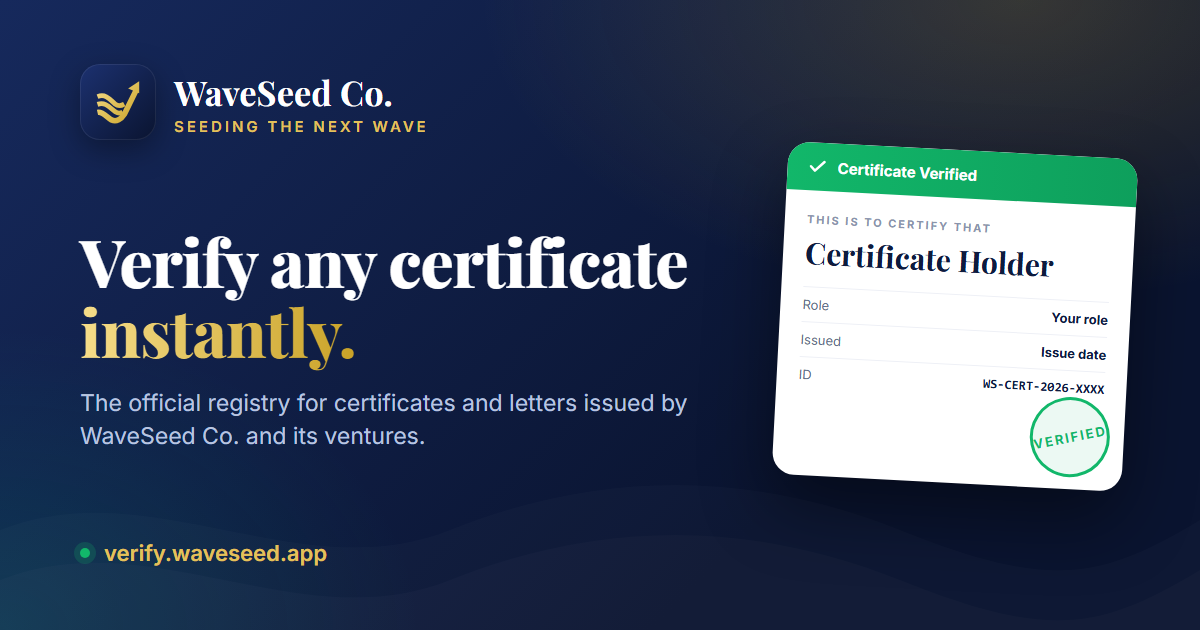 WaveSeed Co.
SEEDING THE NEXT WAVE
Verify any certificate
instantly.
The official registry for certificates and letters issued by
WaveSeed Co. and its ventures.
verify.waveseed.app
Certificate Verified
THIS IS TO CERTIFY THAT
Certificate Holder
Role Your role
Issued Issue date
ID WS-CERT-2026-XXXX
VERIFIED